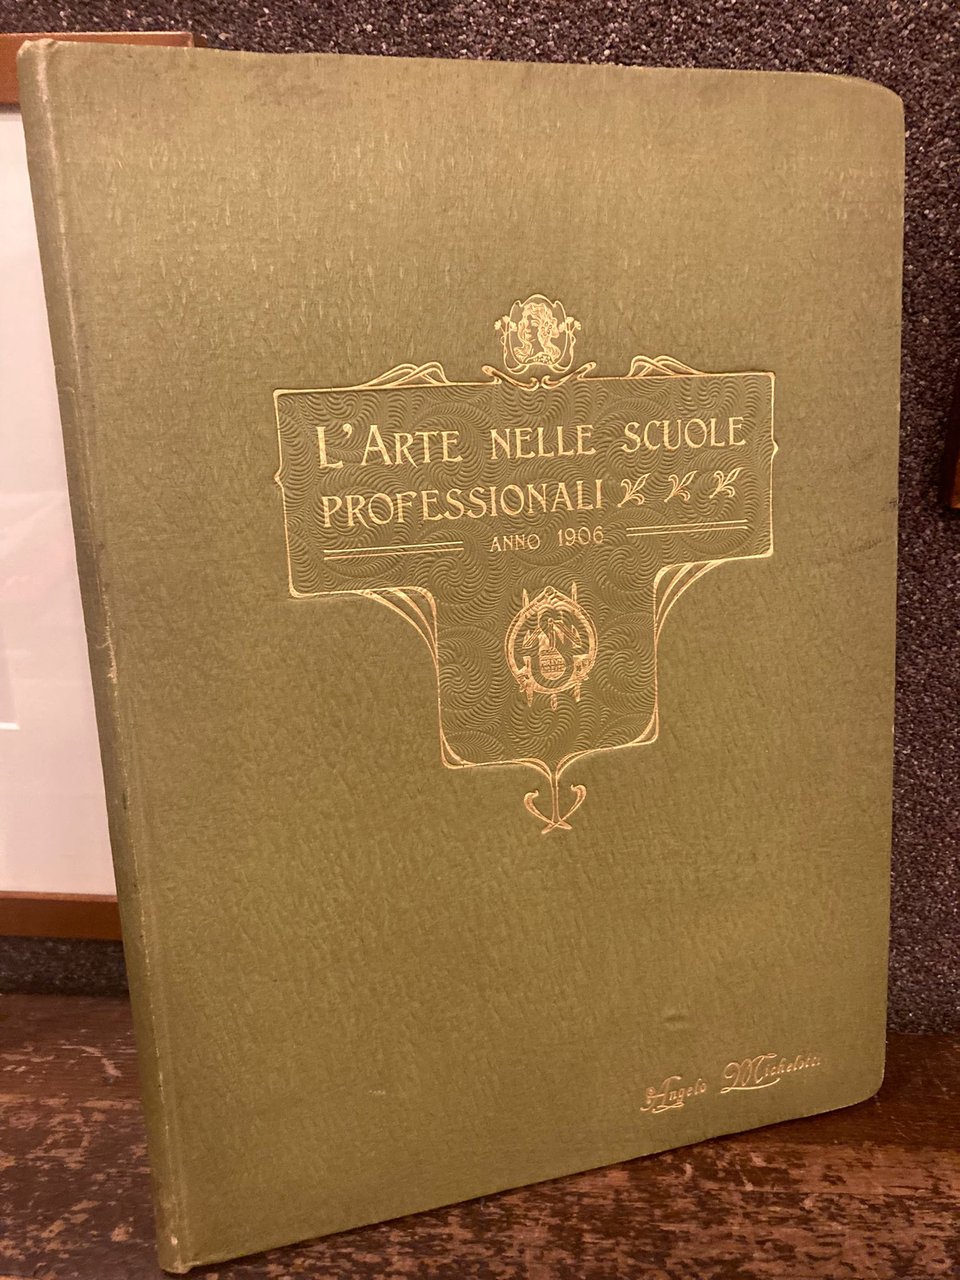 L'ARTE NELLE SCUOLE
PROFESSIONALI
ANNO 1906
Angelo Michelotti